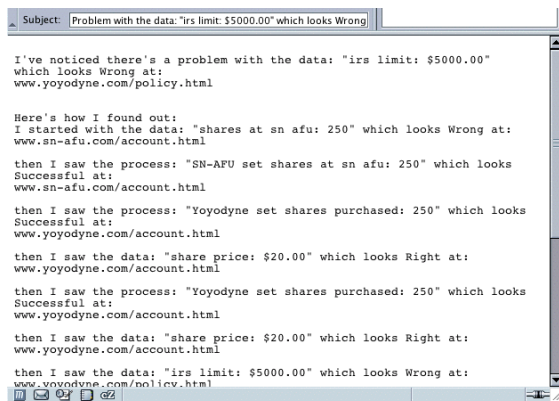 Subject: Problem with the data: "irs limit: $5000.00" which looks Wrong
I've noticed there's a problem with the data: "irs limit: $5000.00"
which looks Wrong at:
www.yoyodyne.com/policy.html
Here's how I found out:
I started with the data: "shares at sn afu: 250" which looks Wrong at:
www.sn-afu.com/account.html
then I saw the process: "SN-AFU set shares at sn afu: 250" which looks
Successful at:
www.sn-afu.com/account.html
then I saw the process: "Yoyodyne set shares purchased: 250" which looks
Successful at:
www.yoyodyne.com/account.html
then I saw the data: "share price: $20.00" which looks Right at:
www.yoyodyne.com/account.html
then I saw the process: "Yoyodyne set shares purchased: 250" which looks
Successful at:
www.yoyodyne.com/account.html
then I saw the data: "share price: $20.00" which looks Right at:
www.yoyodyne.com/account.html
then I saw the data: "irs limit: $5000.00" which looks Wrong at:
www.yoyodyne.com/policy.html